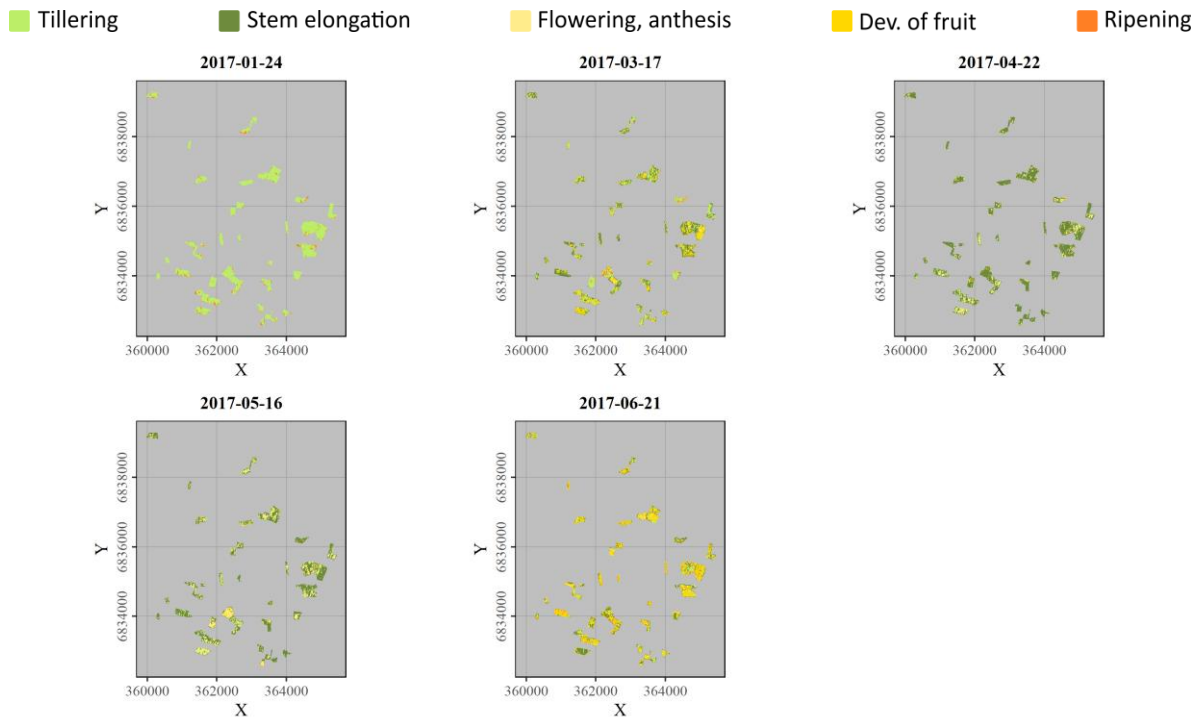 Tillering Stem elongation Flowering, anthesis Dev. of fruit Ripening
2017-01-24 2017-03-17 2017-04-22
Y 6838000 6836000 6834000 Y 6838000 6836000 6834000 Y 6838000 6836000 6834000
360000 362000 364000 360000 362000 364000 360000 362000 364000
X X X
2017-05-16 2017-06-21
Y 6838000 6836000 6834000 Y 6838000 6836000 6834000
360000 362000 364000 360000 362000 364000
X X